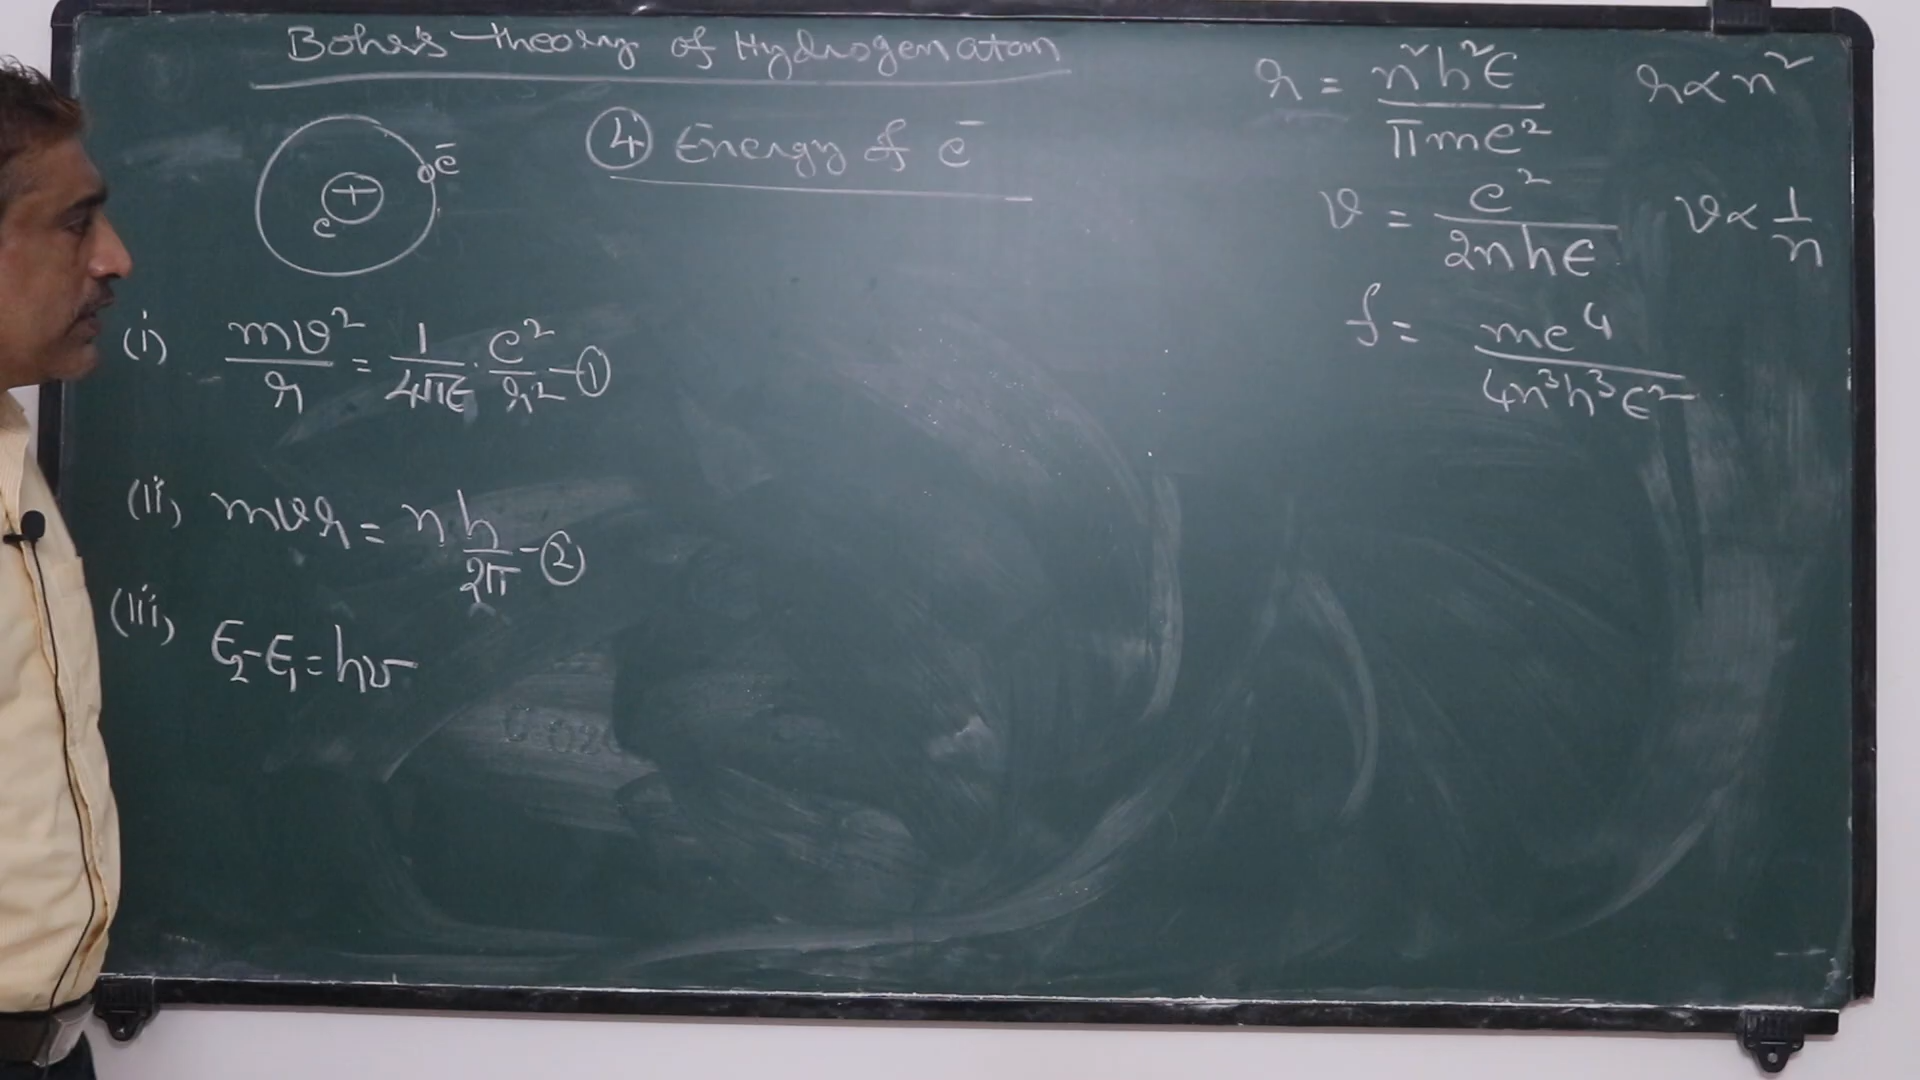 Bohr's theory of Hydrogen atom
④ Energy of e⁻
+
e
e⁻
(i) mv²/r = 1/4πε · e²/r² — ①
(ii) mvr = n h/2π — ②
(iii) E₂-E₁ = hν
r = n²h²ε/πme² r ∝ n²
v = e²/2nhε v ∝ 1/n
f = me⁴/4n³h³ε²